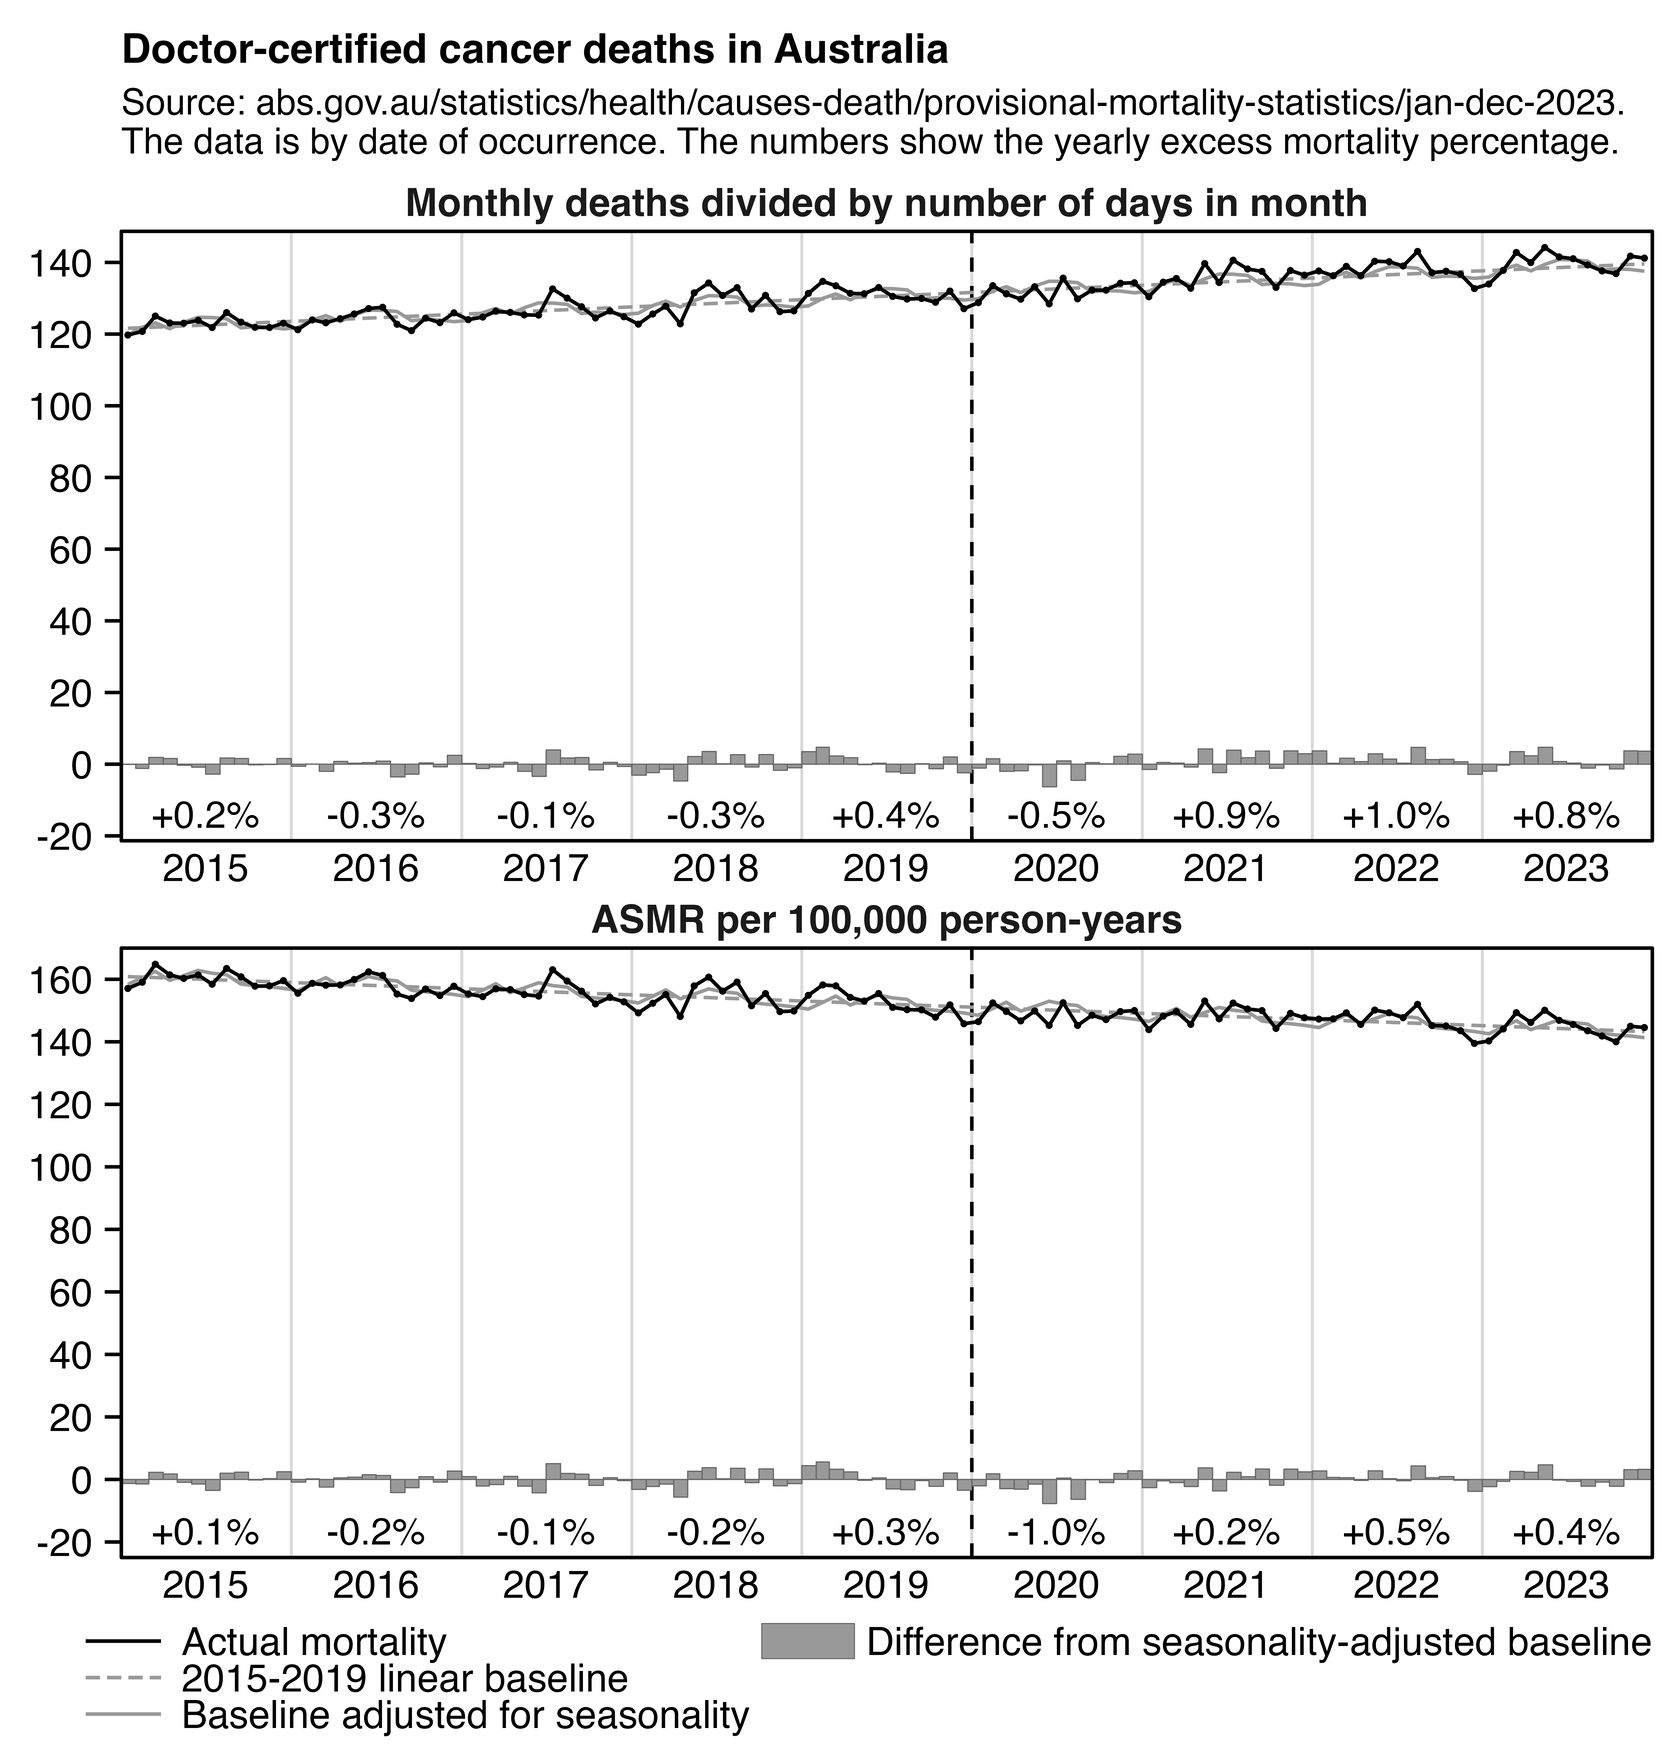 Doctor-certified cancer deaths in Australia
Source: abs.gov.au/statistics/health/causes-death/provisional-mortality-statistics/jan-dec-2023.
The data is by date of occurrence. The numbers show the yearly excess mortality percentage.
Monthly deaths divided by number of days in month
140
120
100
80
60
40
20
0
-20
+0.2% -0.3% -0.1% -0.3% +0.4% -0.5% +0.9% +1.0% +0.8%
2015 2016 2017 2018 2019 2020 2021 2022 2023
ASMR per 100,000 person-years
160
140
120
100
80
60
40
20
0
-20
+0.1% -0.2% -0.1% -0.2% +0.3% -1.0% +0.2% +0.5% +0.4%
2015 2016 2017 2018 2019 2020 2021 2022 2023
Actual mortality
2015-2019 linear baseline
Baseline adjusted for seasonality
Difference from seasonality-adjusted baseline